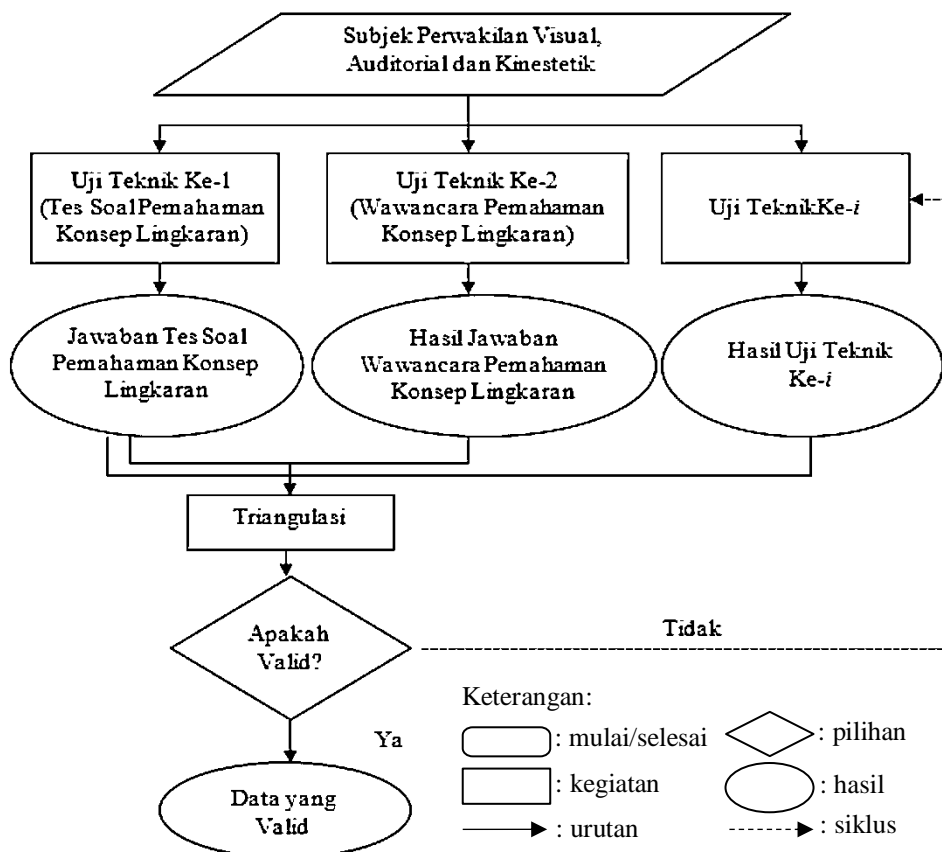 Subjek Perwakilan Visual,
Auditorial dan Kinestetik
Uji Teknik Ke-1
(Tes Soal Pemahaman
Konsep Lingkaran)
Uji Teknik Ke-2
(Wawancara Pemahaman
Konsep Lingkaran)
Uji TeknikKe-i
Jawaban Tes Soal
Pemahaman Konsep
Lingkaran
Hasil Jawaban
Wawancara Pemahaman
Konsep Lingkaran
Hasil Uji Teknik
Ke-i
Triangulasi
Apakah
Valid?
Tidak
Ya
Data yang
Valid
Keterangan:
: mulai/selesai
: pilihan
: kegiatan
: hasil
: urutan
: siklus